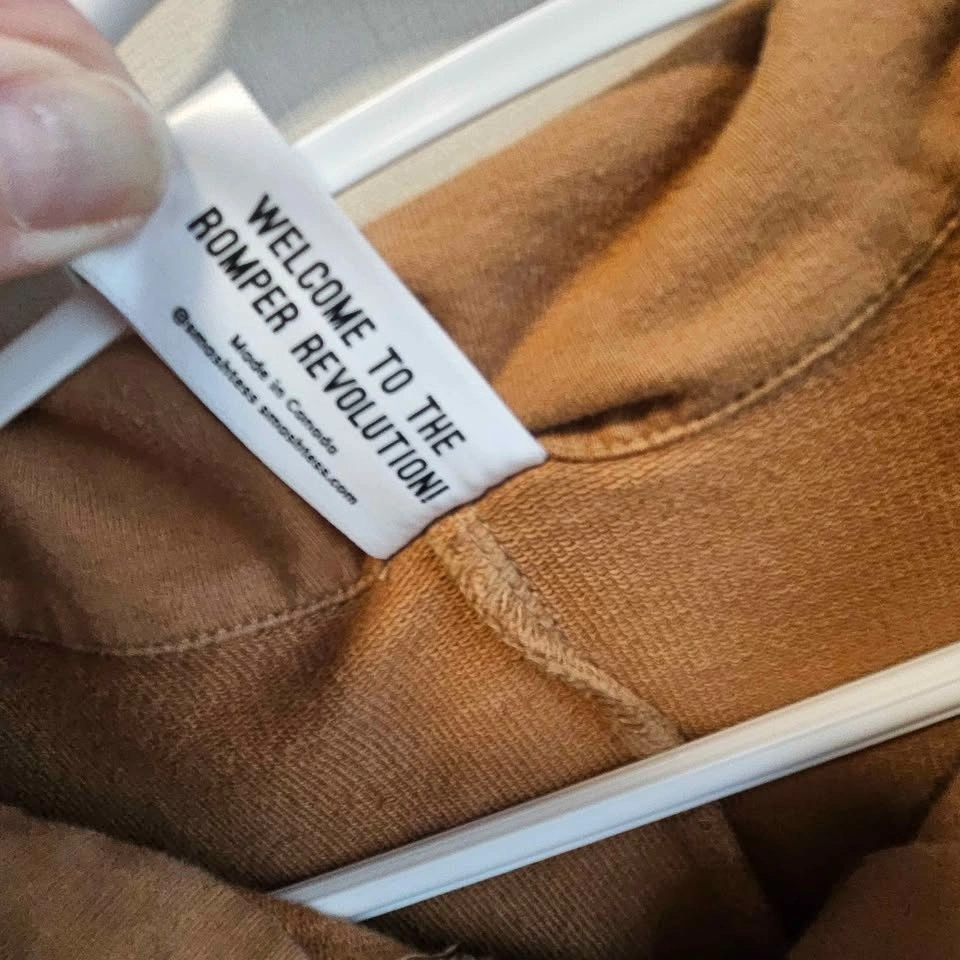 WELCOME TO THE
ROMPER REVOLUTION!
Made in Canada
@smashtess smashtess.com